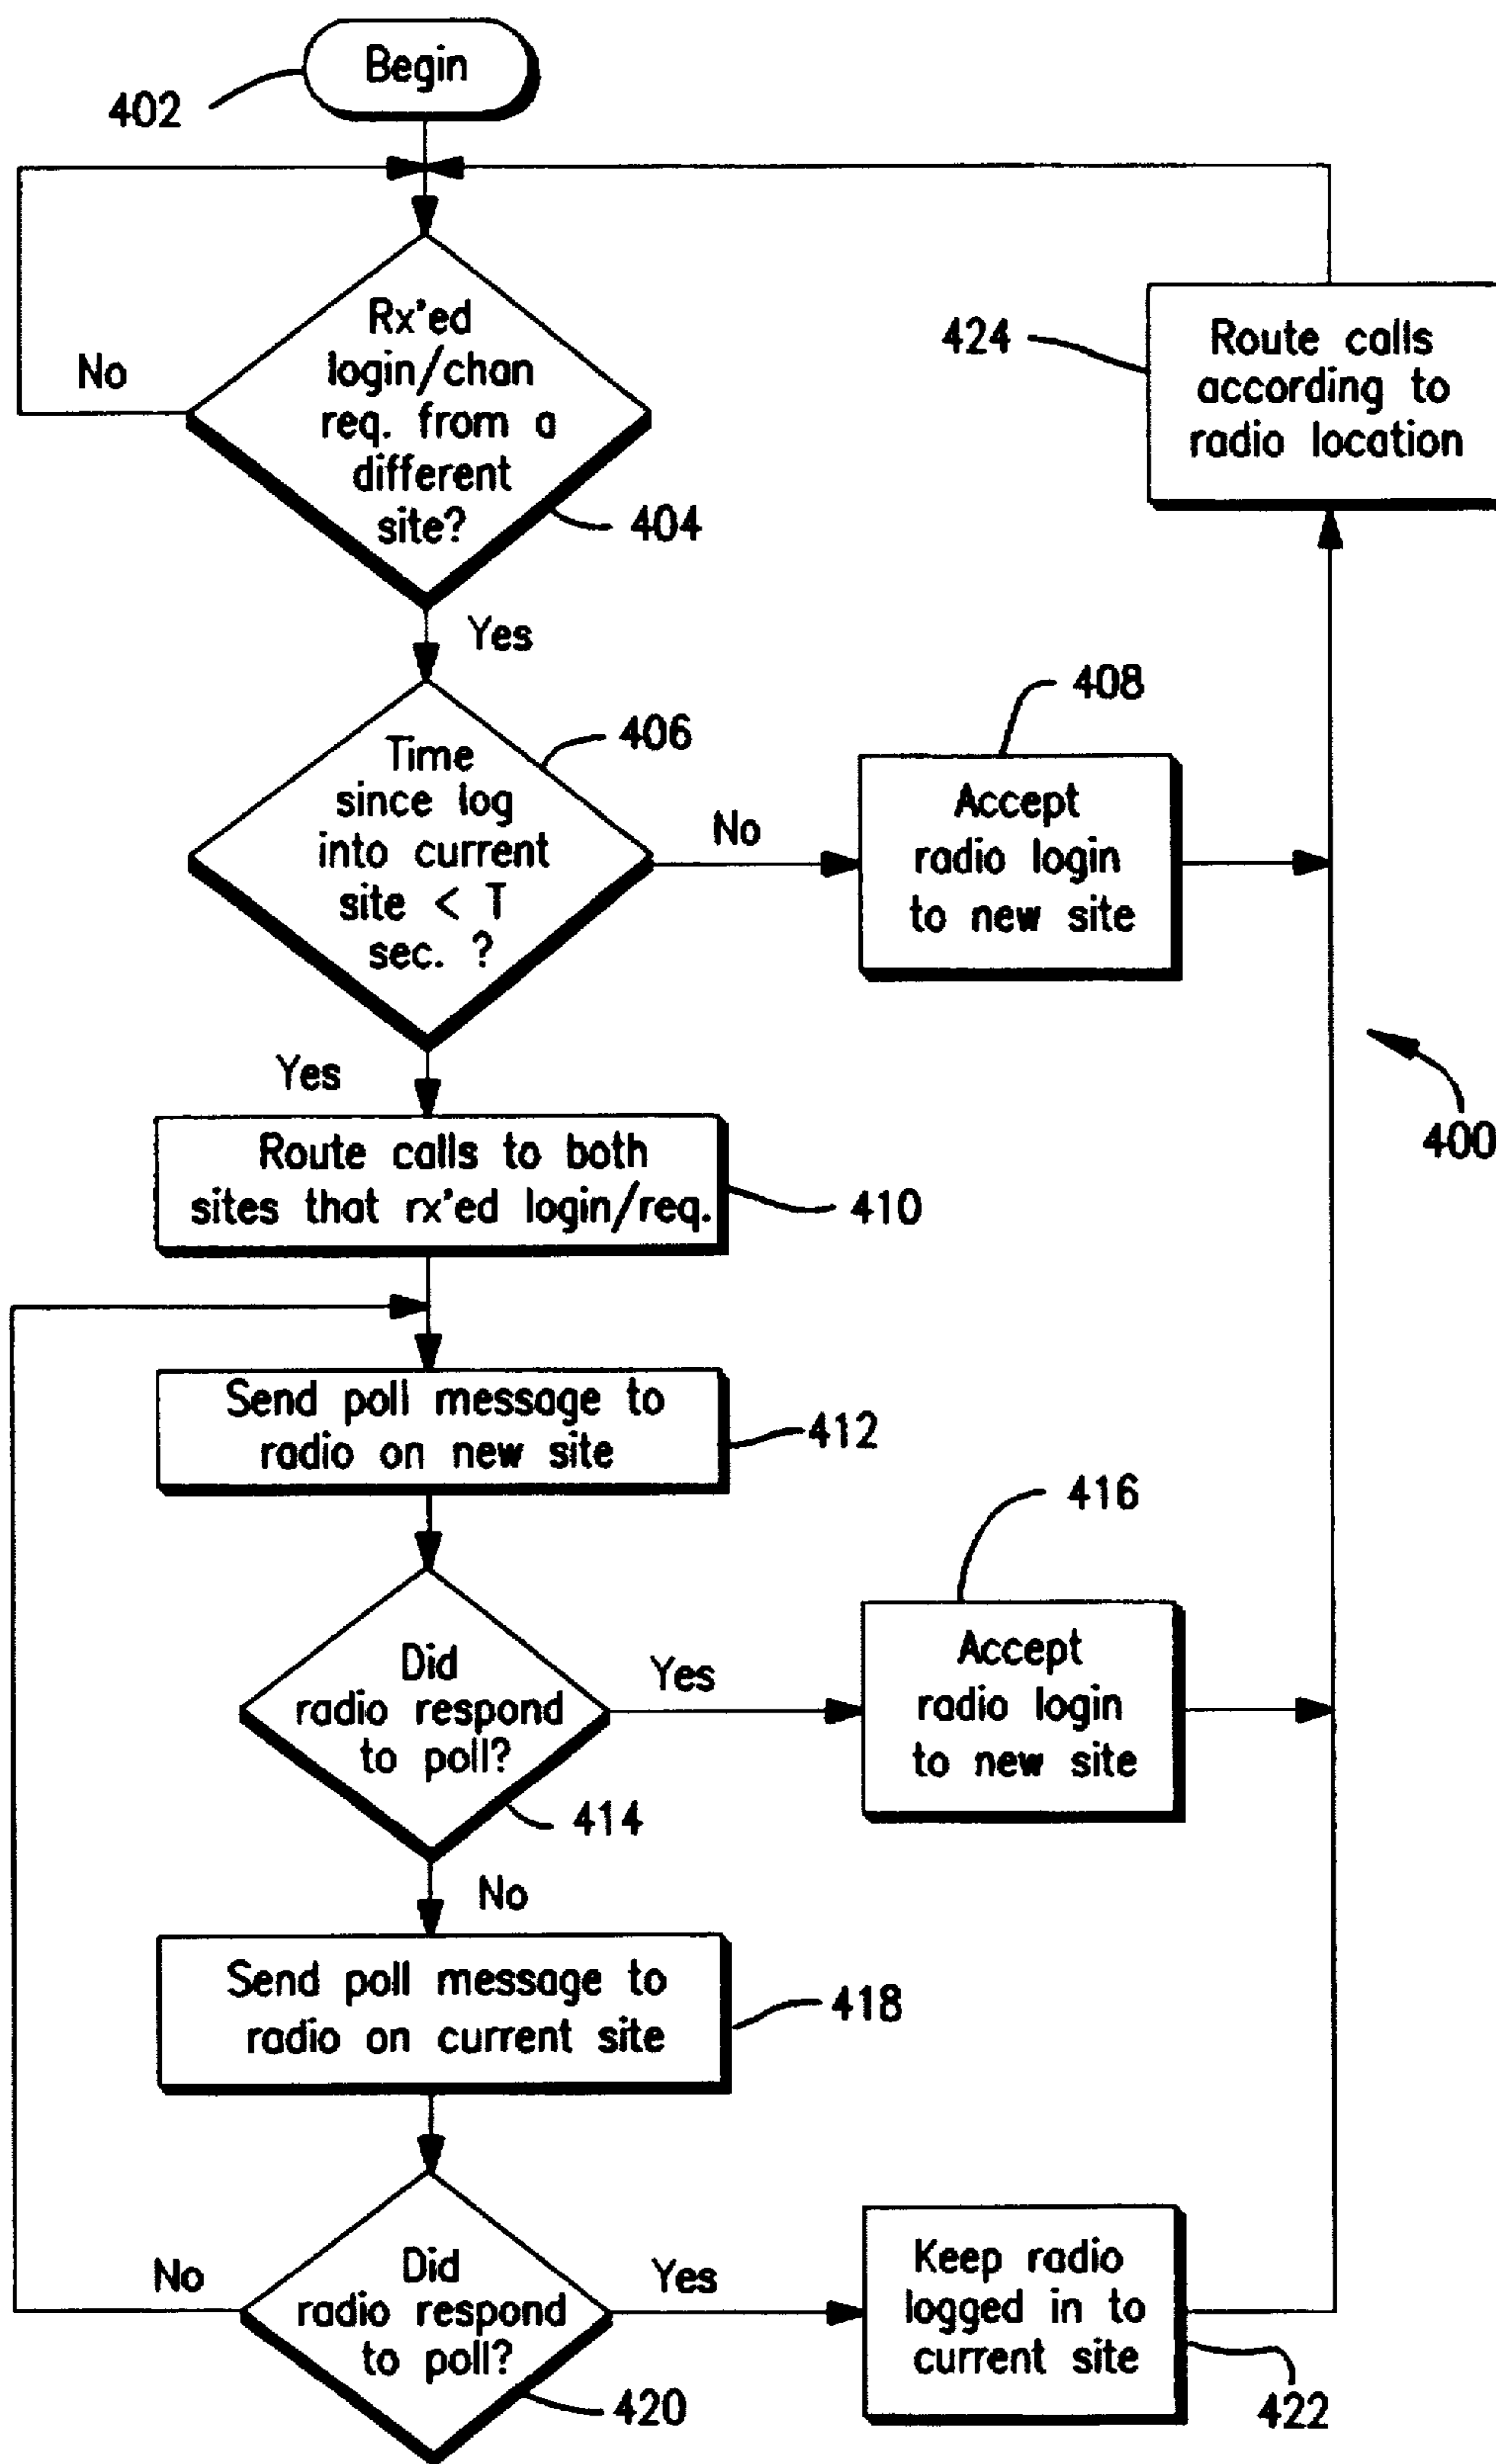 Begin
402
Rx'ed
login/chan
req. from a
different
site?
404
No
Yes
424
Route calls
according to
radio location
Time
since log
into current
site < T
sec. ?
406
No
408
Accept
radio login
to new site
Yes
400
Route calls to both
sites that rx'ed login/req.
410
Send poll message to
radio on new site
412
Did
radio respond
to poll?
414
Yes
416
Accept
radio login
to new site
No
Send poll message to
radio on current site
418
Did
radio respond
to poll?
420
No
Yes
Keep radio
logged in to
current site
422